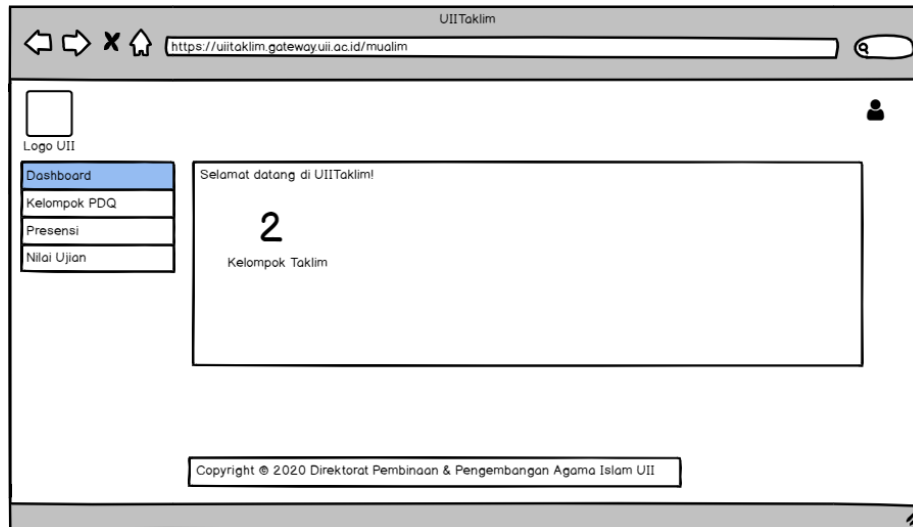 UIITaklim
https://uiitaklim.gateway.uii.ac.id/mualim
Logo UII
Dashboard
Kelompok PDQ
Presensi
Nilai Ujian
Selamat datang di UIITaklim!
2
Kelompok Taklim
Copyright © 2020 Direktorat Pembinaan & Pengembangan Agama Islam UII